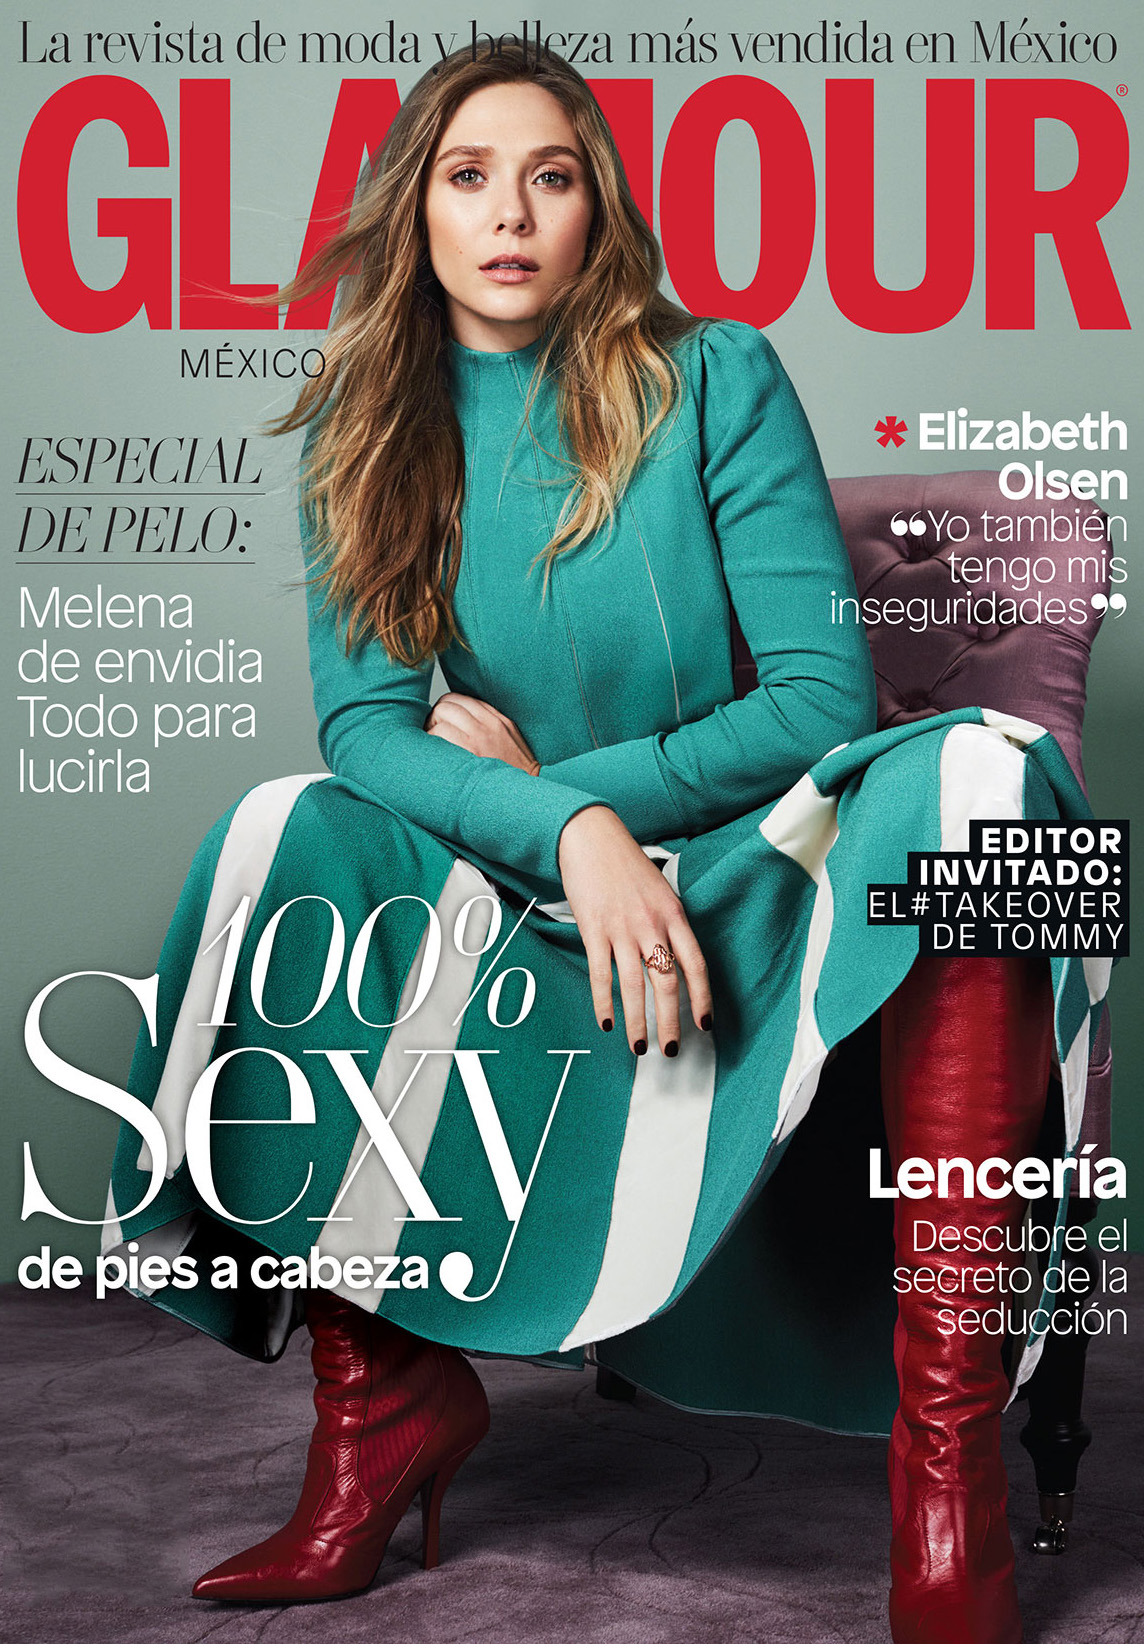 La revista de moda y belleza más vendida en México
GLAMOUR®
MÉXICO
ESPECIAL
DE PELO:
Melena
de envidia
Todo para
lucirla
* Elizabeth
Olsen
“Yo también
tengo mis
inseguridades”
EDITOR
INVITADO:
EL#TAKEOVER
DE TOMMY
100%
Sexy
de pies a cabeza
Lencería
Descubre el
secreto de la
seducción